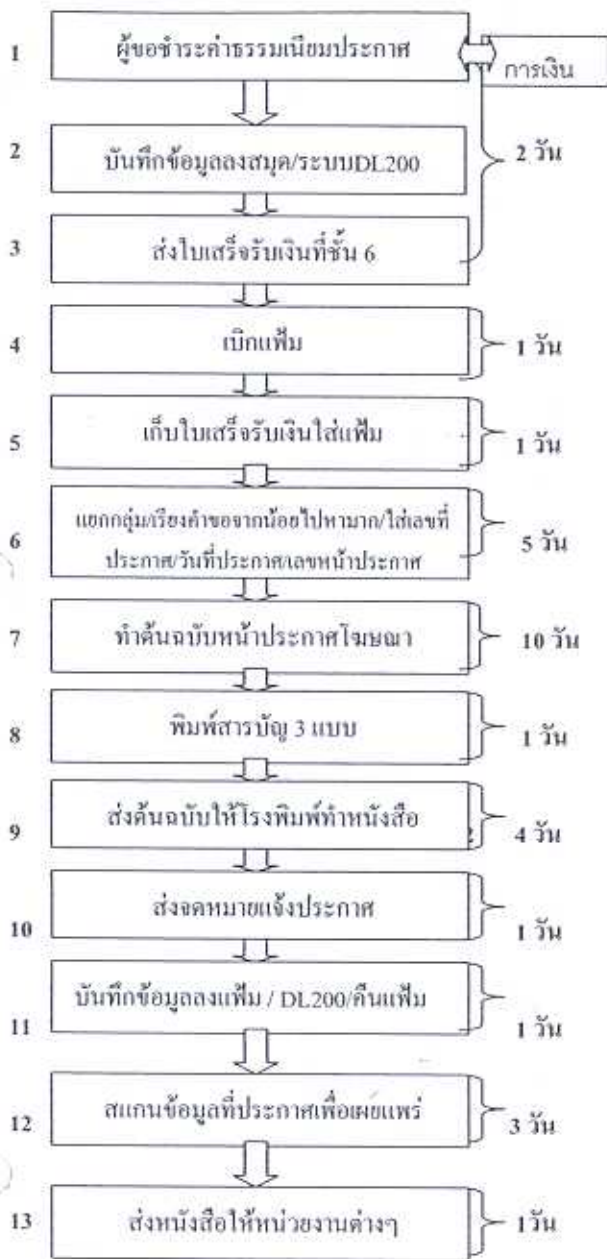 1 ผู้ขอชำระค่าธรรมเนียมประกาศ
การเงิน
2 บันทึกข้อมูลลงสมุด/ระบบDL200 2 วัน
3 ส่งใบเสร็จรับเงินที่ชั้น 6
4 เบิกแฟ้ม 1 วัน
5 เก็บใบเสร็จรับเงินใส่แฟ้ม 1 วัน
แยกกลุ่ม/เรียงคำขอจากน้อยไปหามาก/ใส่เลขที่
6 ประกาศ/วันที่ประกาศ/เลขหน้าประกาศ 5 วัน
7 ทำต้นฉบับหน้าประกาศโฆษณา 10 วัน
8 พิมพ์สารบัญ 3 แบบ 1 วัน
9 ส่งต้นฉบับให้โรงพิมพ์ทำหนังสือ 4 วัน
10 ส่งจดหมายแจ้งประกาศ 1 วัน
11 บันทึกข้อมูลลงแฟ้ม / DL200/คืนแฟ้ม 1 วัน
12 สแกนข้อมูลที่ประกาศเพื่อเผยแพร่ 3 วัน
13 ส่งหนังสือให้หน่วยงานต่างๆ 1วัน